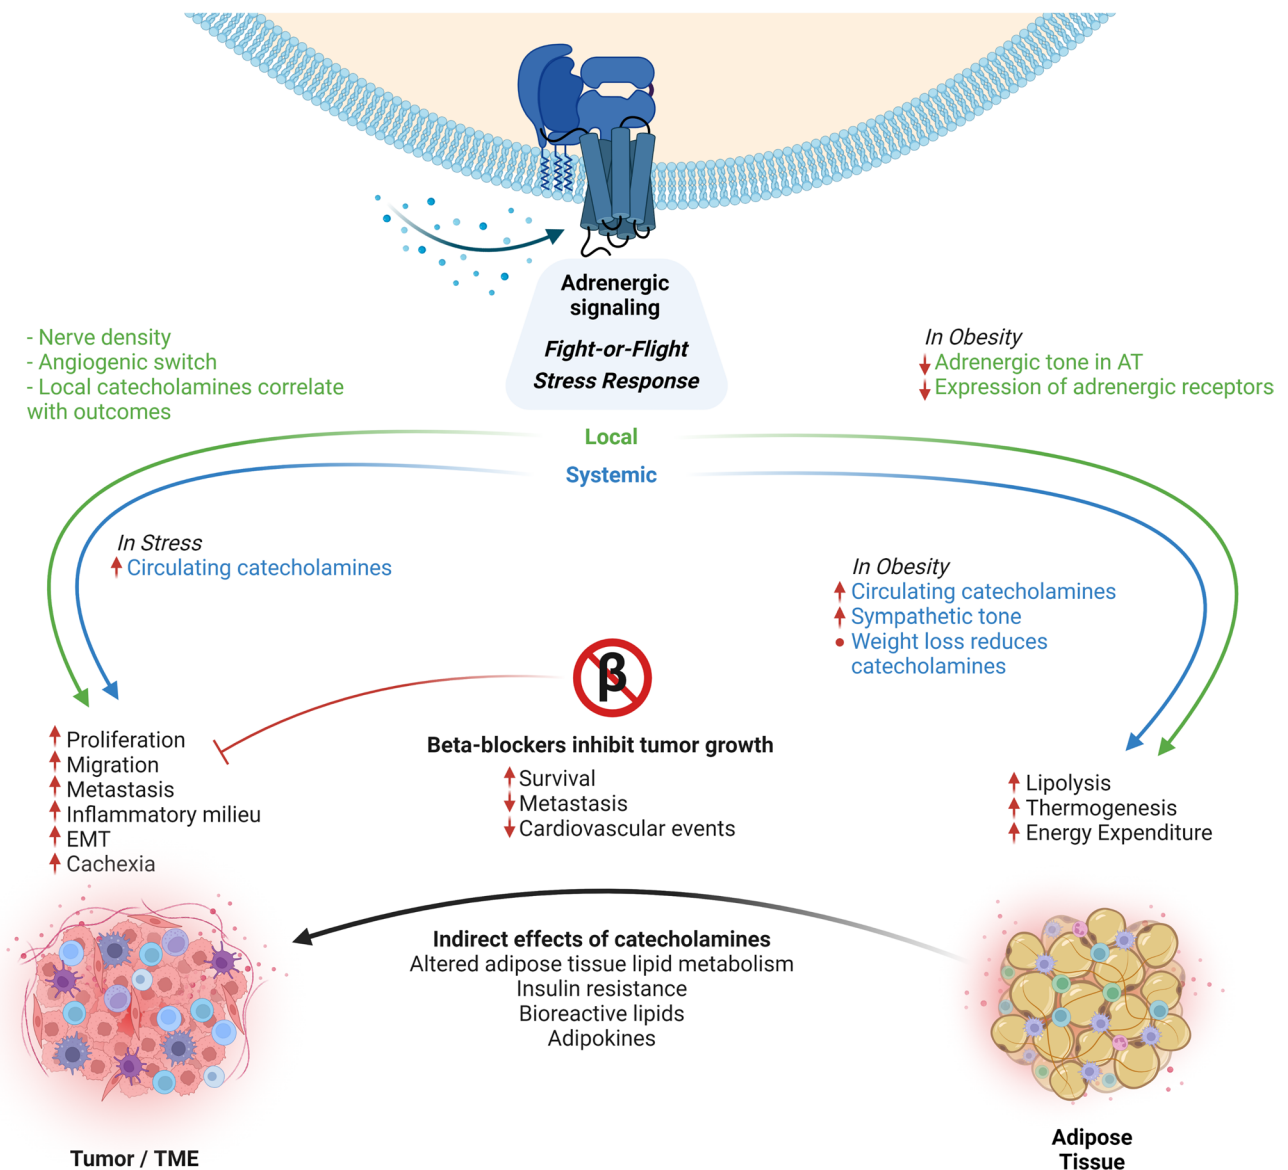 Adrenergic
signaling
Fight-or-Flight
Stress Response
- Nerve density
- Angiogenic switch
- Local catecholamines correlate
with outcomes
In Obesity
Adrenergic tone in AT
Expression of adrenergic receptors
Local
Systemic
In Stress
Circulating catecholamines
In Obesity
Circulating catecholamines
Sympathetic tone
• Weight loss reduces
catecholamines
β
Beta-blockers inhibit tumor growth
Survival
Metastasis
Cardiovascular events
Proliferation
Migration
Metastasis
Inflammatory milieu
EMT
Cachexia
Lipolysis
Thermogenesis
Energy Expenditure
Indirect effects of catecholamines
Altered adipose tissue lipid metabolism
Insulin resistance
Bioreactive lipids
Adipokines
Tumor / TME
Adipose
Tissue